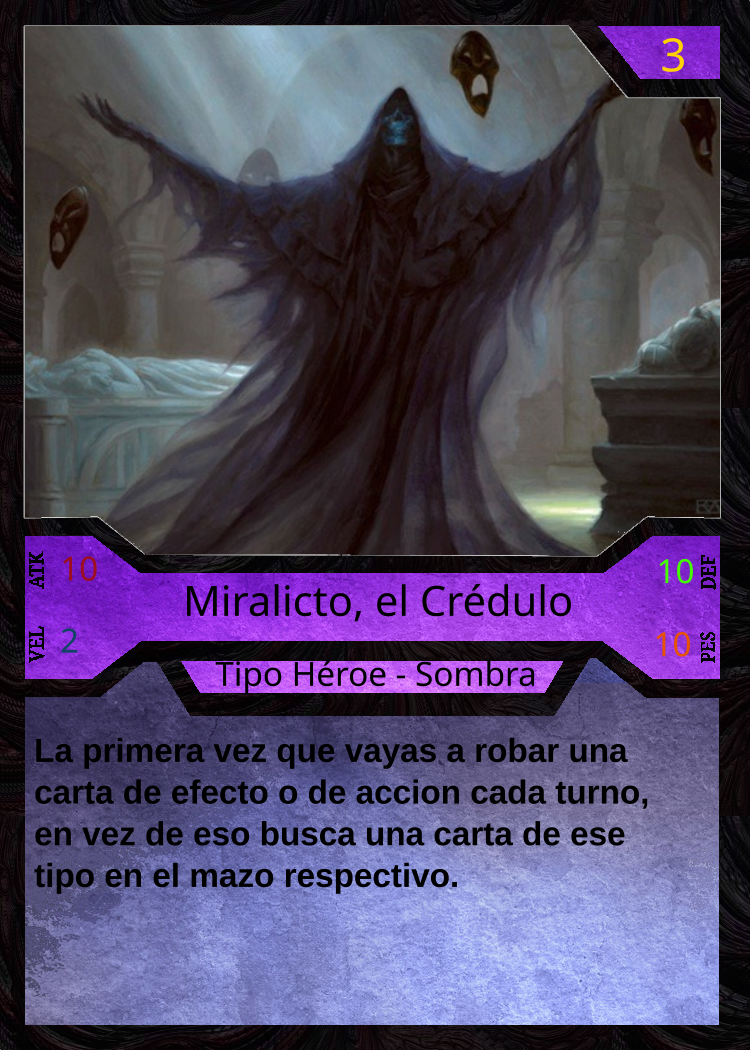 3
ATK 10
10 DEF
Miralicto, el Crédulo
VEL 2
10 PES
Tipo Héroe - Sombra
La primera vez que vayas a robar una
carta de efecto o de accion cada turno,
en vez de eso busca una carta de ese
tipo en el mazo respectivo.